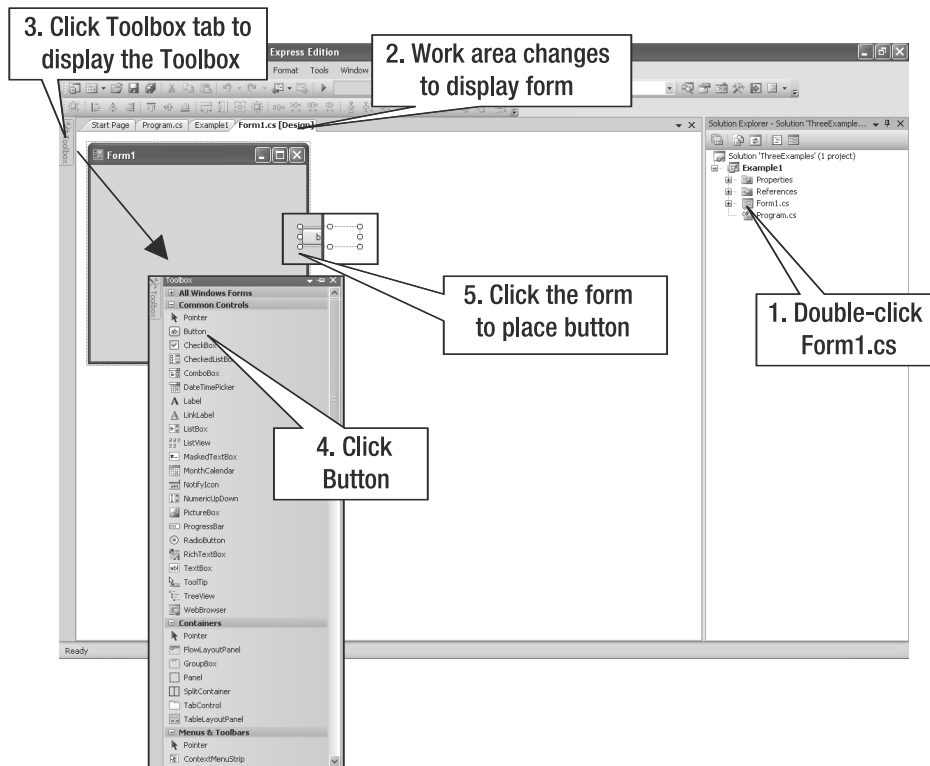 3. Click Toolbox tab to
display the Toolbox
2. Work area changes
to display form
Express Edition
Format Tools Window
Start Page Program.cs Example1 Form1.cs [Design]
Toolbox
Form1
b
5. Click the form
to place button
Solution Explorer - Solution 'ThreeExample...
Solution 'ThreeExamples' (1 project)
Example1
Properties
References
Form1.cs
Program.cs
1. Double-click
Form1.cs
4. Click
Button
Toolbox
Toolbox
All Windows Forms
Common Controls
Pointer
Button
CheckBox
CheckedListBo
ComboBox
DateTimePicker
Label
LinkLabel
ListBox
ListView
MaskedTextBox
MonthCalendar
NotifyIcon
NumericUpDown
PictureBox
ProgressBar
RadioButton
RichTextBox
TextBox
ToolTip
TreeView
WebBrowser
Containers
Pointer
FlowLayoutPanel
GroupBox
Panel
SplitContainer
TabControl
TableLayoutPanel
Menus & Toolbars
Pointer
ContextMenuStrip
Ready